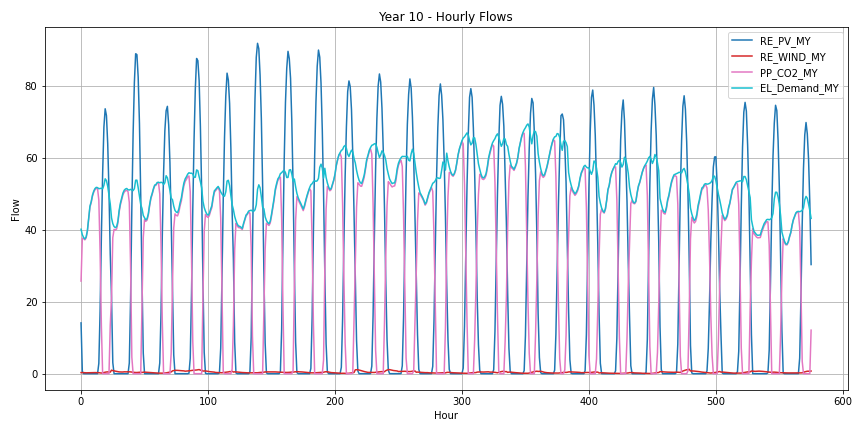 Year 10 - Hourly Flows
RE_PV_MY
RE_WIND_MY
PP_CO2_MY
EL_Demand_MY
80
60
40
20
0
Flow
0 100 200 300 400 500 600
Hour